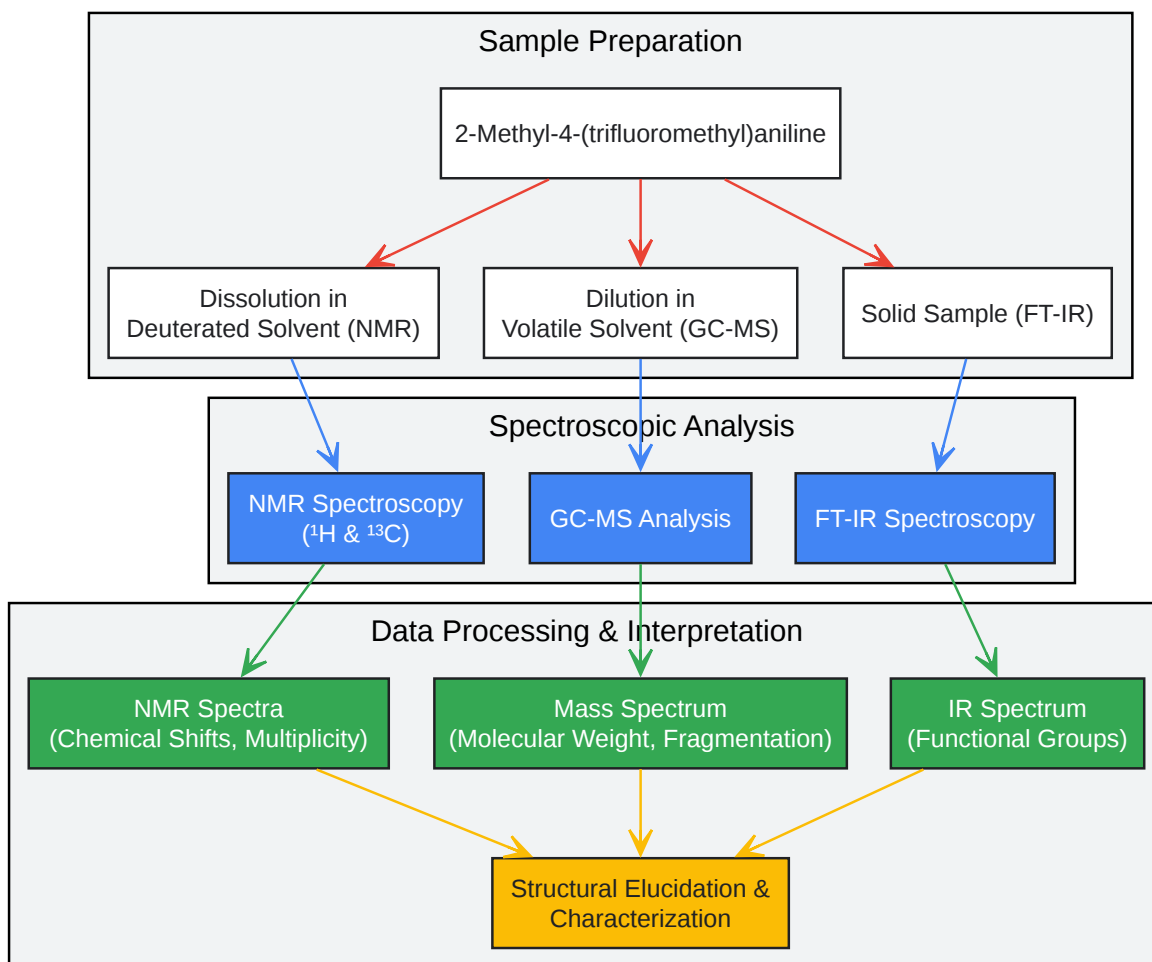 Sample Preparation
2-Methyl-4-(trifluoromethyl)aniline
Dissolution in
Deuterated Solvent (NMR)
Dilution in
Volatile Solvent (GC-MS)
Solid Sample (FT-IR)
Spectroscopic Analysis
NMR Spectroscopy
(¹H & ¹³C)
GC-MS Analysis
FT-IR Spectroscopy
Data Processing & Interpretation
NMR Spectra
(Chemical Shifts, Multiplicity)
Mass Spectrum
(Molecular Weight, Fragmentation)
IR Spectrum
(Functional Groups)
Structural Elucidation &
Characterization